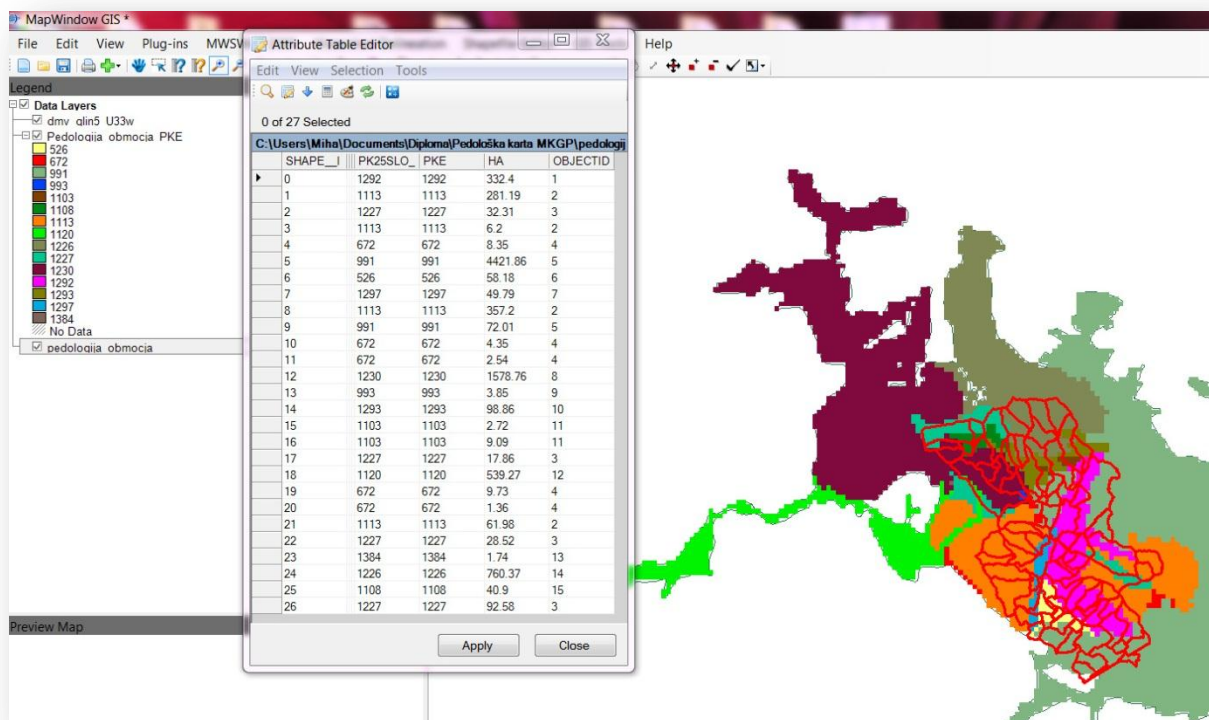 MapWindow GIS *
File Edit View Plug-ins Help
Legend
Data Layers
dmv_glin5_U33w
Pedologija_obmocja_PKE
526
672
991
993
1103
1108
1113
1120
1226
1227
1230
1292
1293
1297
1384
No Data
pedologija_obmocja
Preview Map
Attribute Table Editor
Edit View Selection Tools
0 of 27 Selected
C:\Users\Miha\Documents\Diploma\Pedološka karta MKGP\pedologij
SHAPE__I PK25SLO_ PKE HA OBJECTID
0 1292 1292 332.4 1
1 1113 1113 281.19 2
2 1227 1227 32.31 3
3 1113 1113 6.2 2
4 672 672 8.35 4
5 991 991 4421.86 5
6 526 526 58.18 6
7 1297 1297 49.79 7
8 1113 1113 357.2 2
9 991 991 72.01 5
10 672 672 4.35 4
11 672 672 2.54 4
12 1230 1230 1578.76 8
13 993 993 3.85 9
14 1293 1293 98.86 10
15 1103 1103 2.72 11
16 1103 1103 9.09 11
17 1227 1227 17.86 3
18 1120 1120 539.27 12
19 672 672 9.73 4
20 672 672 1.36 4
21 1113 1113 61.98 2
22 1227 1227 28.52 3
23 1384 1384 1.74 13
24 1226 1226 760.37 14
25 1108 1108 40.9 15
26 1227 1227 92.58 3
Apply Close